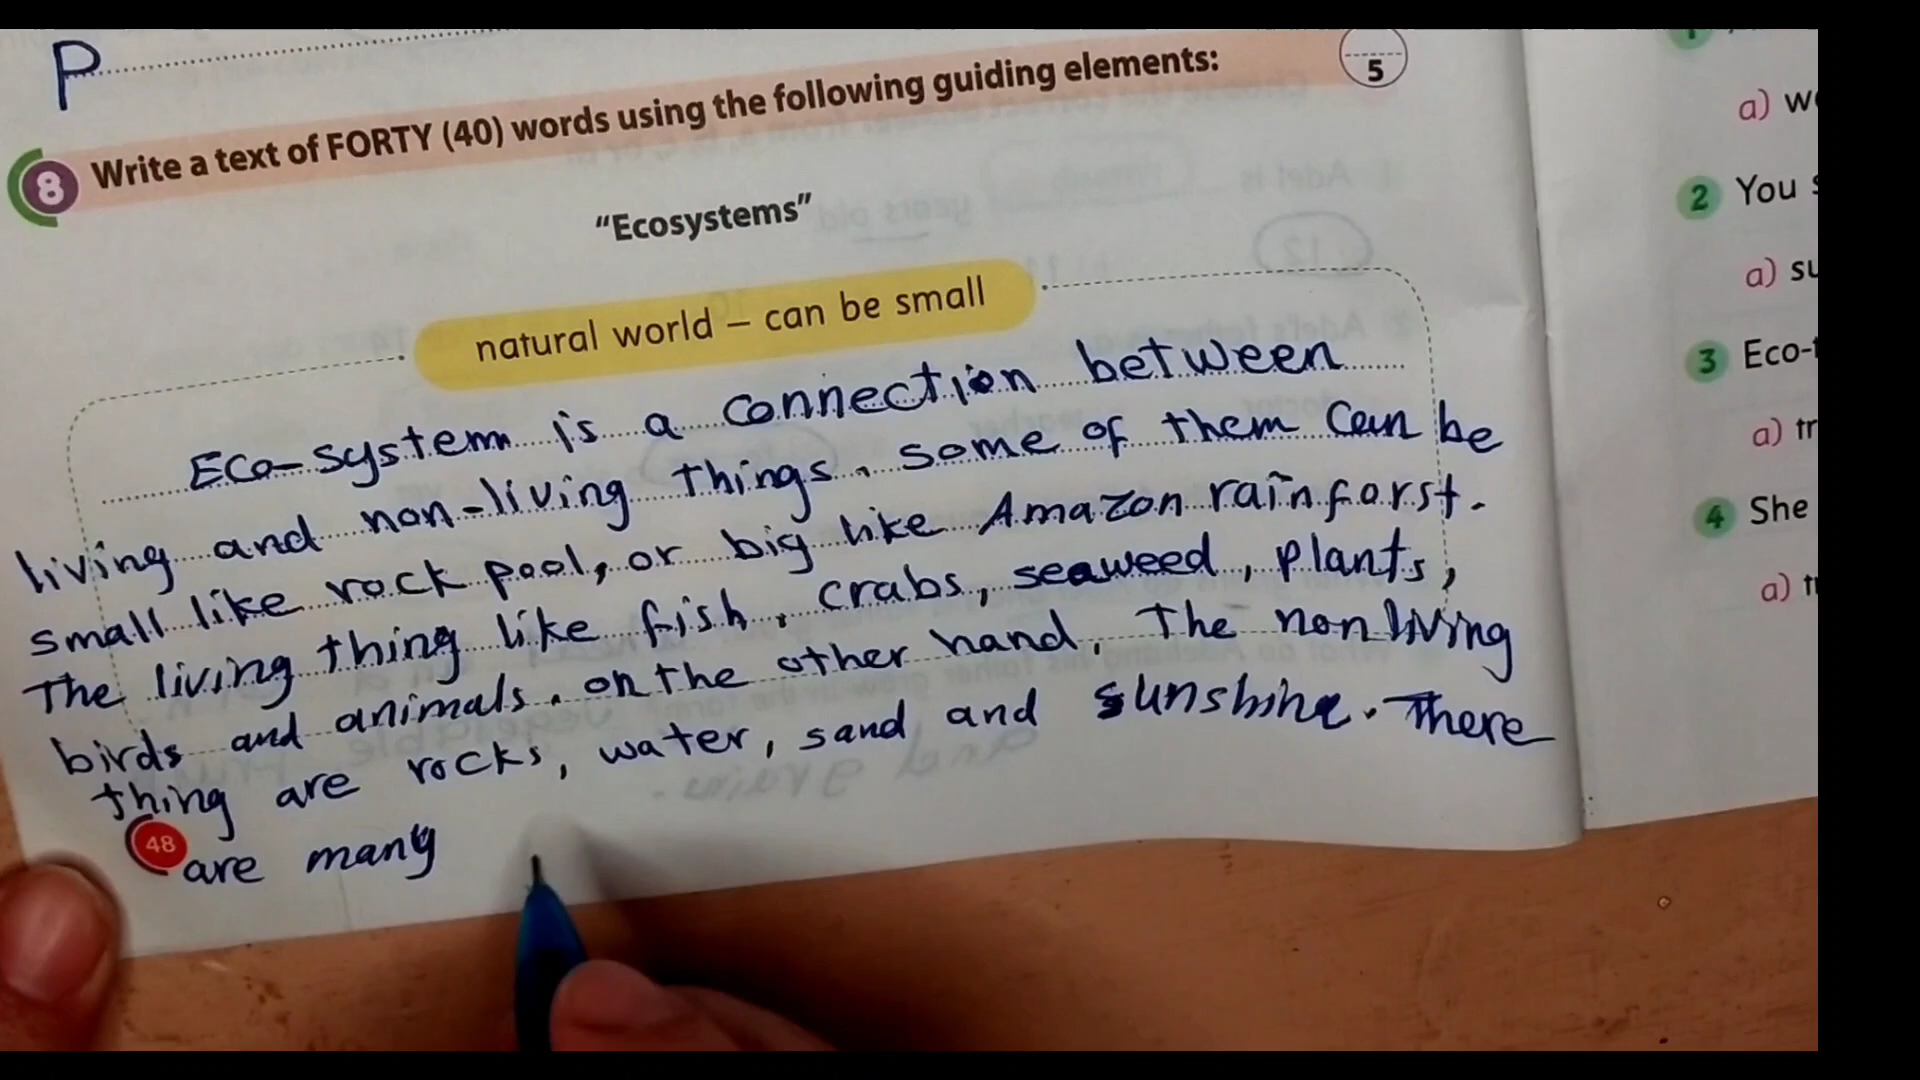 P
5
8 Write a text of FORTY (40) words using the following guiding elements:
"Ecosystems"
natural world – can be small
Eco-system is a connection between
living and non-living things. some of them can be
small like rock pool, or big like Amazon rainforst.
The living thing like fish, crabs, seaweed, plants,
birds and animals. on the other hand, The non living
thing are rocks, water, sand and sunshine. There
are many
48
a)
2 You
a) su
3 Eco-
a) tr
4 She
a)